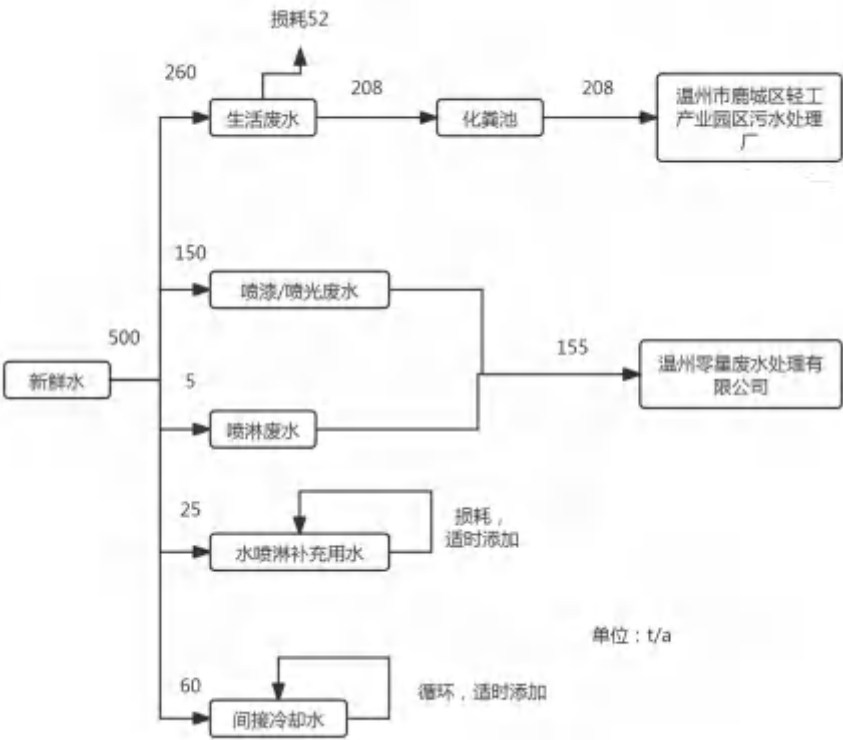 损耗52
260
生活废水
208
化粪池
208
温州市鹿城区轻工
产业园区污水处理
厂
150
喷漆/喷光废水
500
新鲜水
155
温州零星废水处理有
限公司
5
喷淋废水
25
水喷淋补充用水
损耗，
适时添加
单位：t/a
60
间接冷却水
循环，适时添加